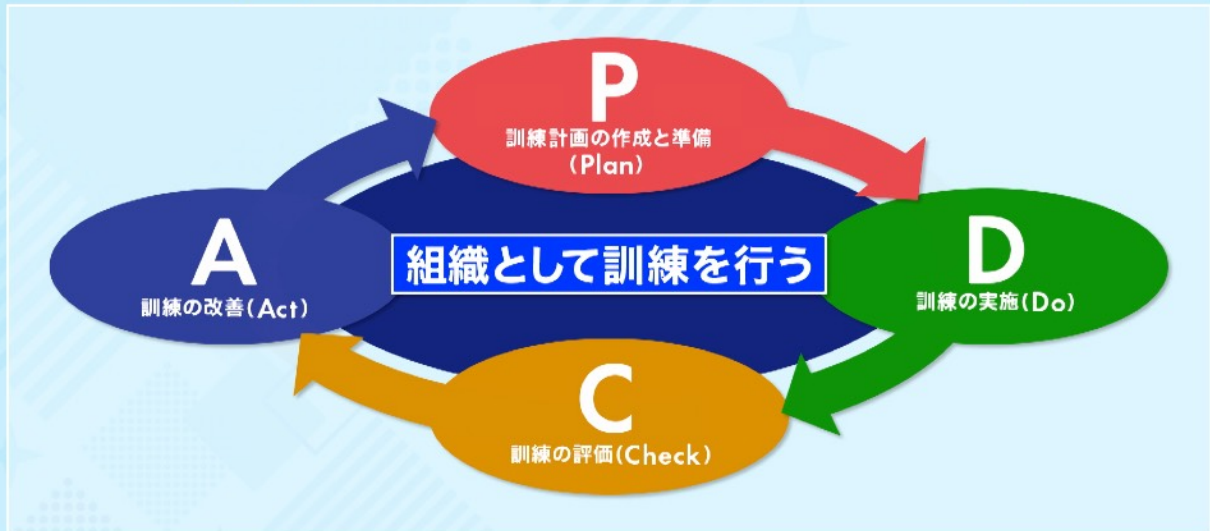 P
訓練計画の作成と準備
(Plan)
A
訓練の改善(Act)
組織として訓練を行う
D
訓練の実施(Do)
C
訓練の評価(Check)